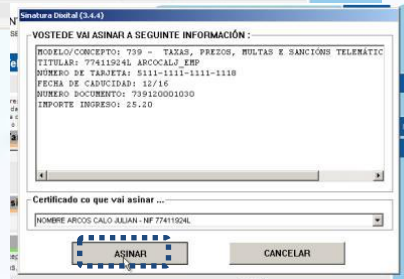 Sinatura Dixital (3.4.4)
VOSTEDE VAI ASINAR A SEGUINTE INFORMACIÓN :
MODELO/CONCEPTO: 739 - TAXAS, PREZOS, MULTAS E SANCIÓNS TELEMÁTIC
TITULAR: 77411924L ARCOCALJ_EMP
NÚMERO DE TARJETA: 5111-1111-1111-1118
FECHA DE CADUCIDAD: 12/16
NUMERO DOCUMENTO: 739120001030
IMPORTE INGRESO: 25.20
Certificado co que vai asinar ...
NOMBRE ARCOS CALO JULIAN - NIF 77411924L
ASINAR
CANCELAR